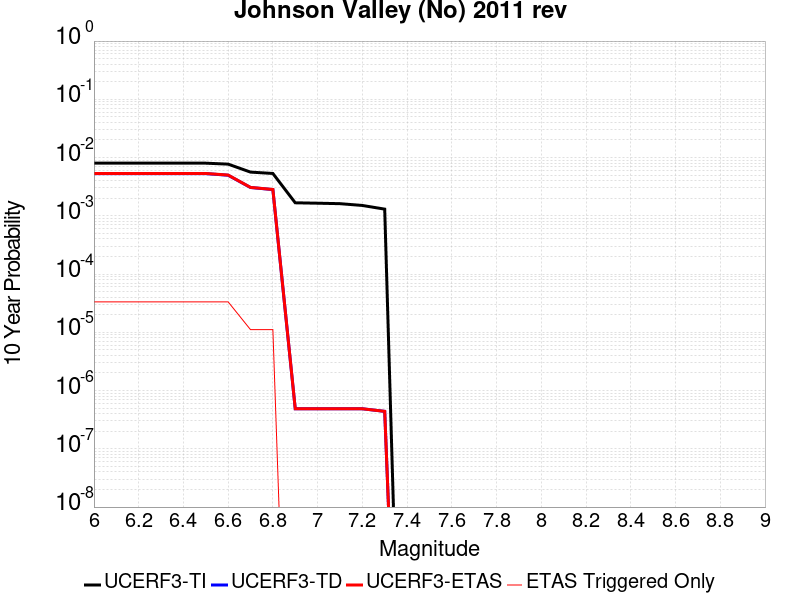 Johnson Valley (No) 2011 rev
10^0
10^-1
10^-2
10^-3
10^-4
10^-5
10^-6
10^-7
10^-8
10 Year Probability
6 6.2 6.4 6.6 6.8 7 7.2 7.4 7.6 7.8 8 8.2 8.4 8.6 8.8 9
Magnitude
UCERF3-TI UCERF3-TD UCERF3-ETAS ETAS Triggered Only